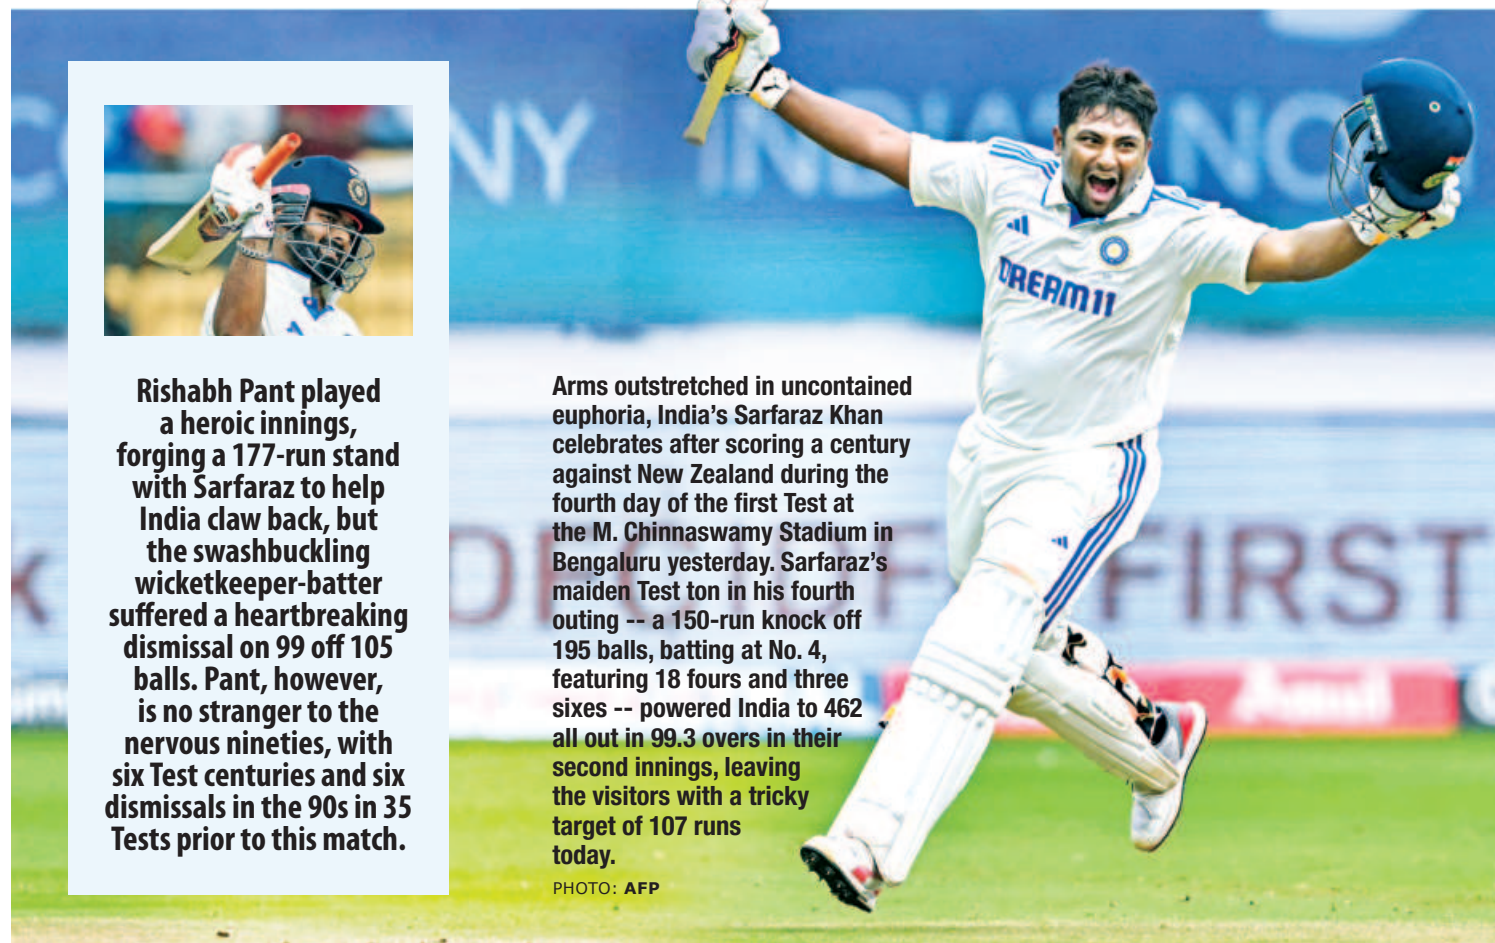 Rishabh Pant played
a heroic innings,
forging a 177-run stand
with Sarfaraz to help
India claw back, but
the swashbuckling
wicketkeeper-batter
suffered a heartbreaking
dismissal on 99 off 105
balls. Pant, however,
is no stranger to the
nervous nineties, with
six Test centuries and six
dismissals in the 90s in 35
Tests prior to this match.
Arms outstretched in uncontained
euphoria, India’s Sarfaraz Khan
celebrates after scoring a century
against New Zealand during the
fourth day of the first Test at
the M. Chinnaswamy Stadium in
Bengaluru yesterday. Sarfaraz’s
maiden Test ton in his fourth
outing -- a 150-run knock off
195 balls, batting at No. 4,
featuring 18 fours and three
sixes -- powered India to 462
all out in 99.3 overs in their
second innings, leaving
the visitors with a tricky
target of 107 runs
today.
PHOTO: AFP
DREAM11
FIRST
Amul